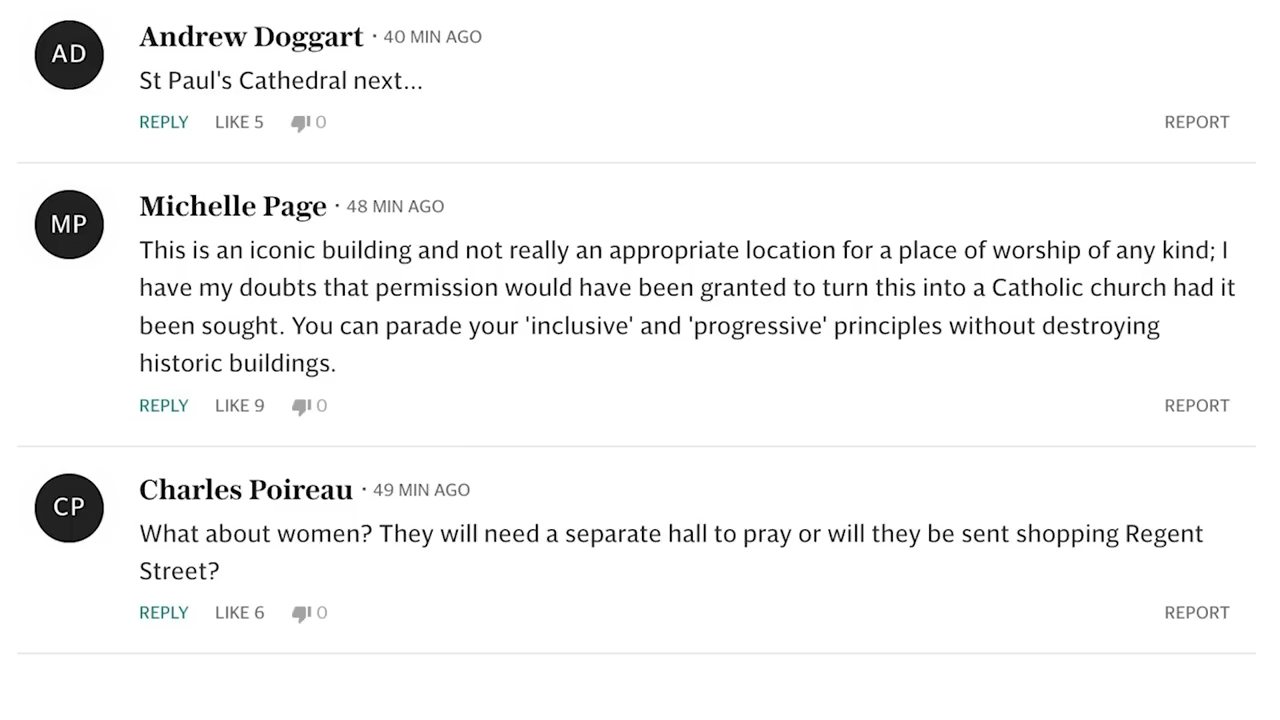 AD
Andrew Doggart · 40 MIN AGO
St Paul's Cathedral next...
REPLY LIKE 5 0 REPORT
MP
Michelle Page · 48 MIN AGO
This is an iconic building and not really an appropriate location for a place of worship of any kind; I
have my doubts that permission would have been granted to turn this into a Catholic church had it
been sought. You can parade your 'inclusive' and 'progressive' principles without destroying
historic buildings.
REPLY LIKE 9 0 REPORT
CP
Charles Poireau · 49 MIN AGO
What about women? They will need a separate hall to pray or will they be sent shopping Regent
Street?
REPLY LIKE 6 0 REPORT